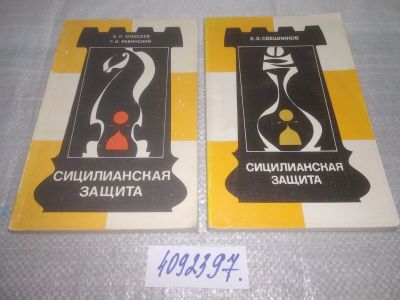 О. Л. МОИСЕЕВ
Г. И. РАВИНСКИЙ
СИЦИЛИАНСКАЯ
ЗАЩИТА
Е. Э. СВЕШНИКОВ
СИЦИЛИАНСКАЯ
ЗАЩИТА
4092397.